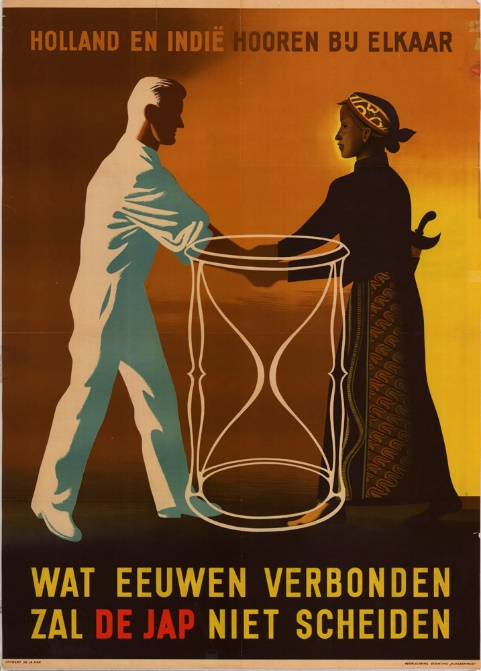 HOLLAND EN INDIË HOOREN BIJ ELKAAR
WAT EEUWEN VERBONDEN
ZAL DE JAP NIET SCHEIDEN